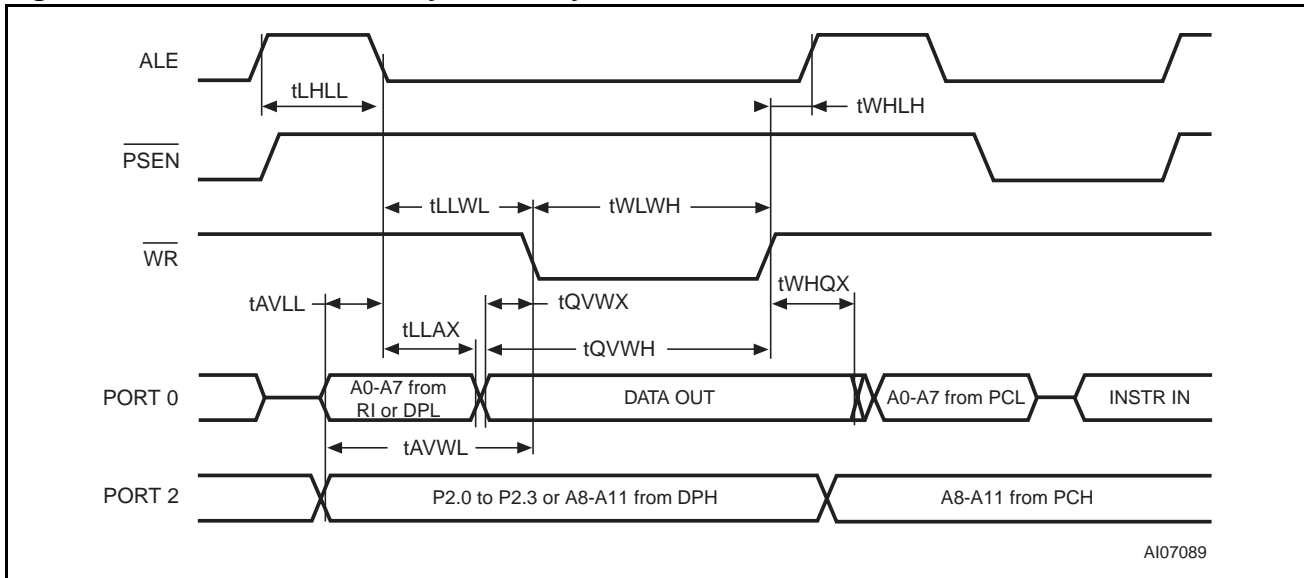 ALE
tLHLL
tWHLH
PSEN
tLLWL
tWLWH
WR
tWHQX
tAVLL
tQVWX
tLLAX
tQVWH
PORT 0
A0-A7 from
RI or DPL
DATA OUT
A0-A7 from PCL
INSTR IN
tAVWL
PORT 2
P2.0 to P2.3 or A8-A11 from DPH
A8-A11 from PCH
AI07089